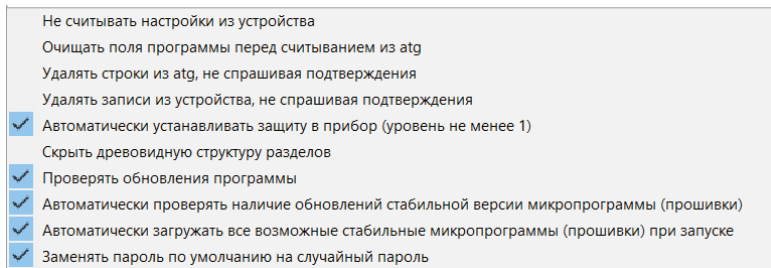 Не считывать настройки из устройства
Очищать поля программы перед считыванием из atg
Удалять строки из atg, не спрашивая подтверждения
Удалять записи из устройства, не спрашивая подтверждения
Автоматически устанавливать защиту в прибор (уровень не менее 1)
Скрыть древовидную структуру разделов
Проверять обновления программы
Автоматически проверять наличие обновлений стабильной версии микропрограммы (прошивки)
Автоматически загружать все возможные стабильные микропрограммы (прошивки) при запуске
Заменять пароль по умолчанию на случайный пароль